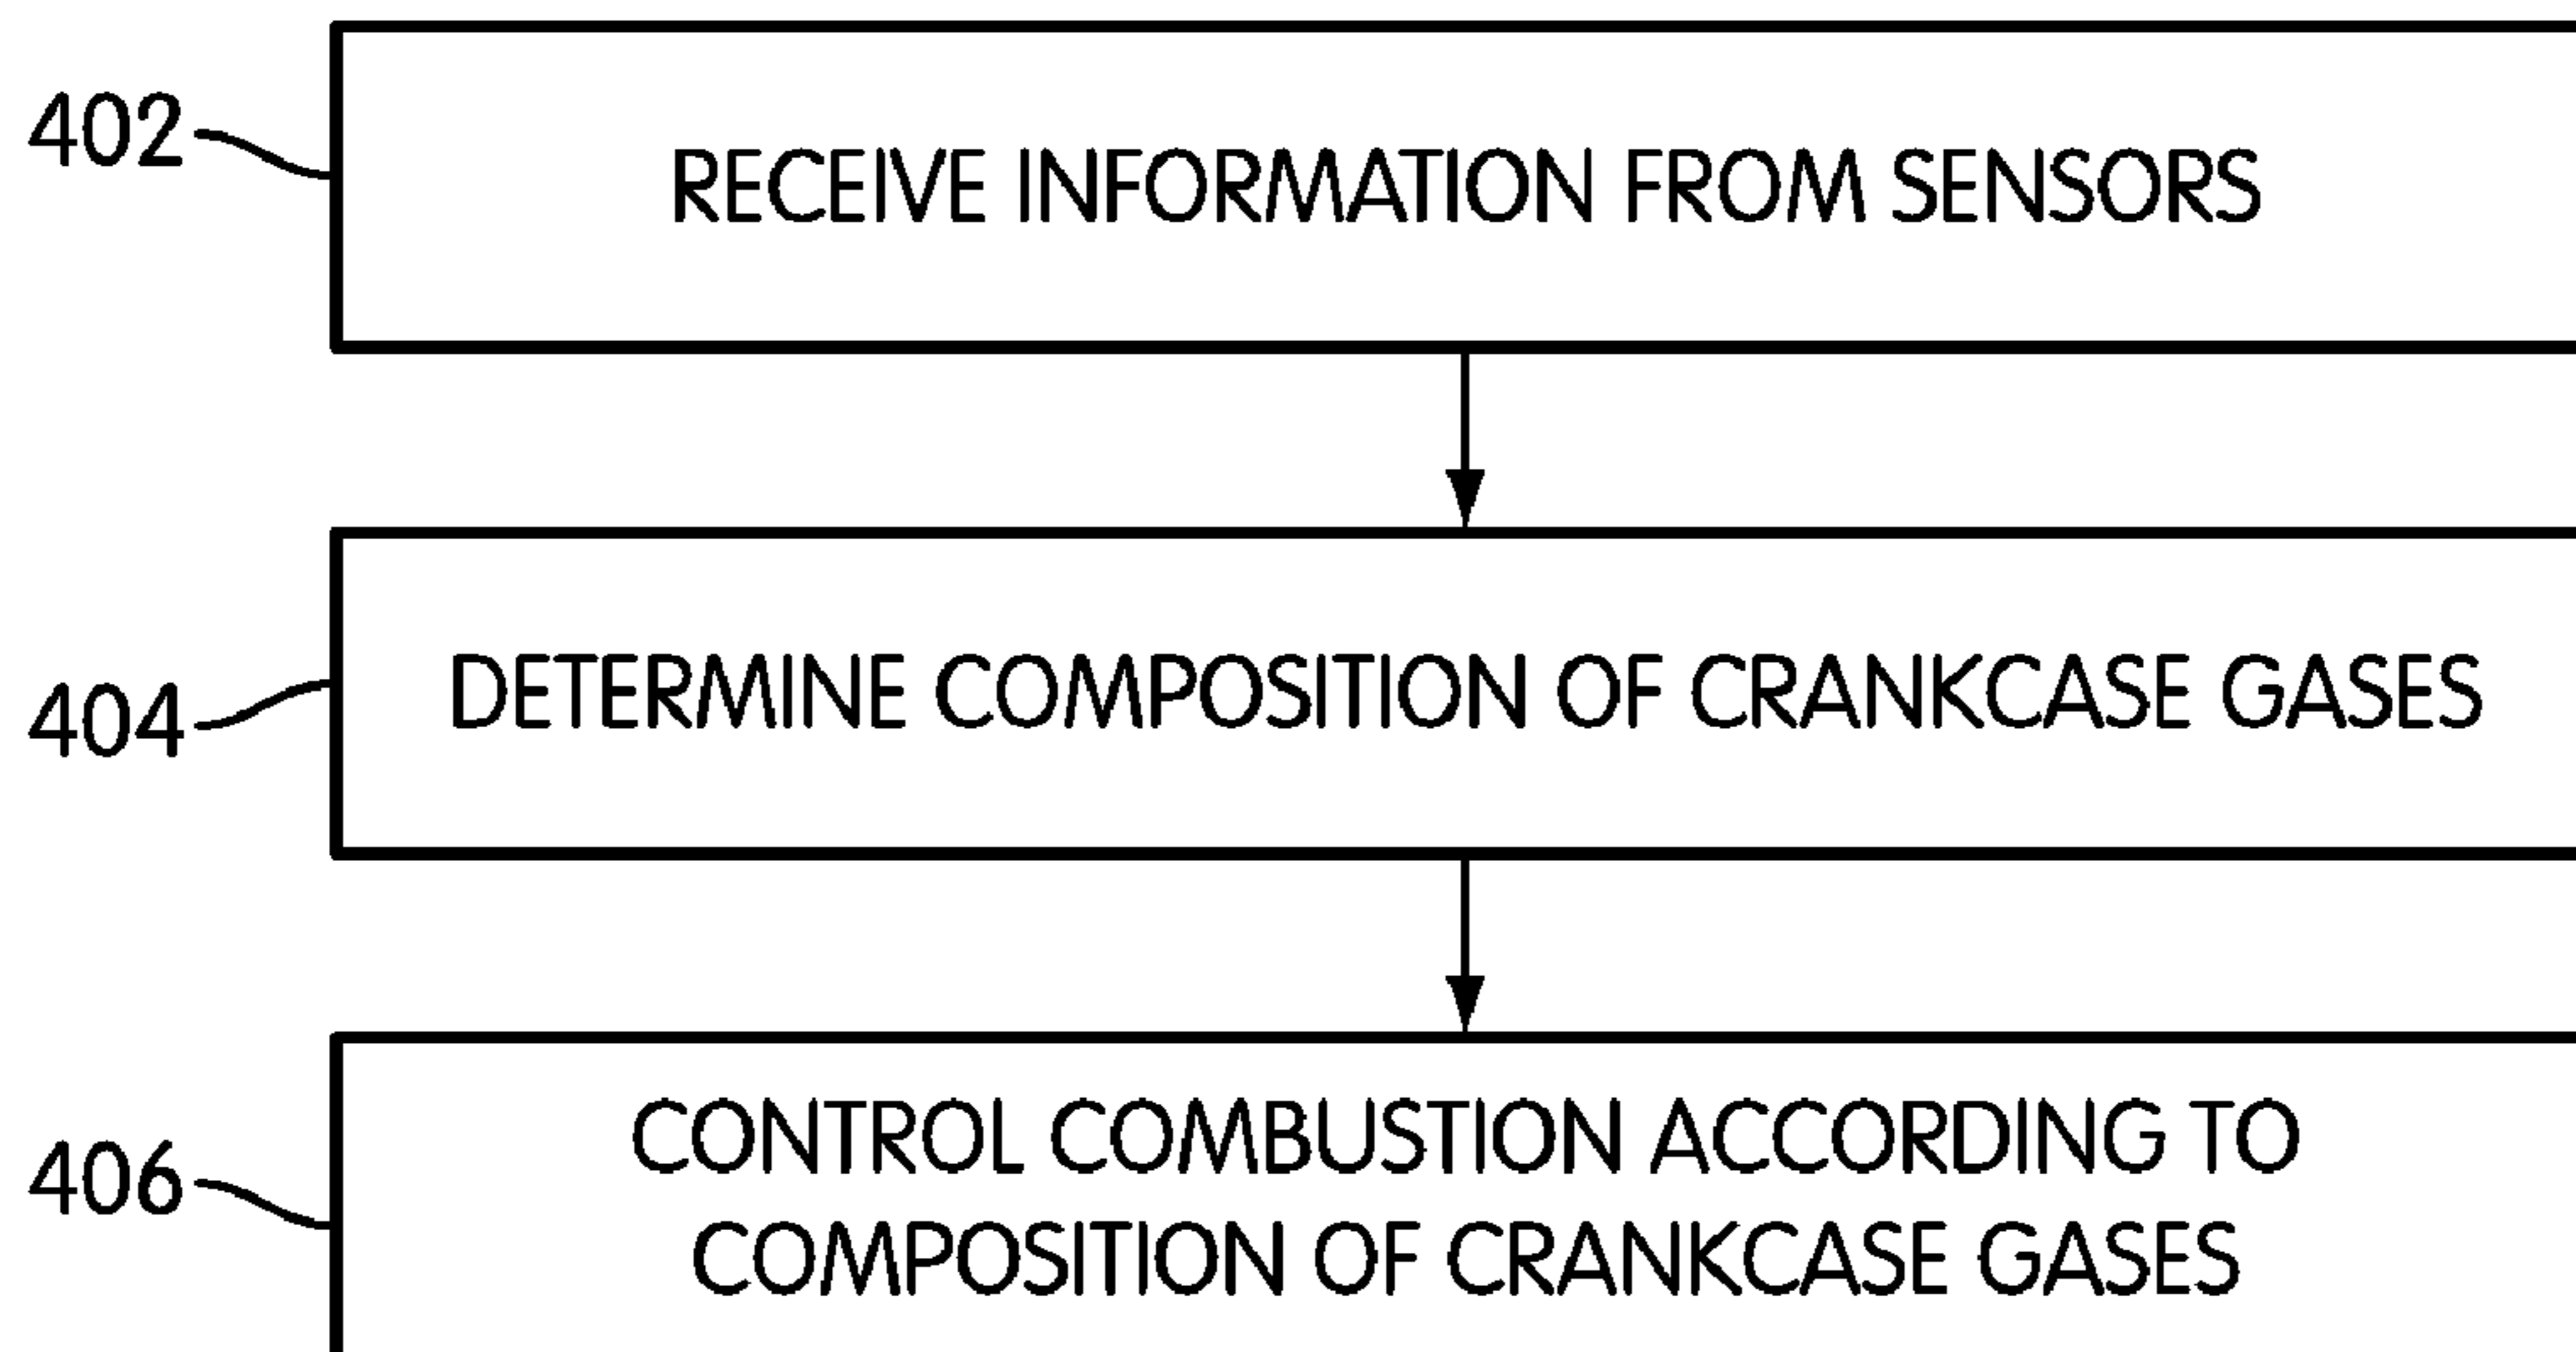 402
RECEIVE INFORMATION FROM SENSORS
404
DETERMINE COMPOSITION OF CRANKCASE GASES
406
CONTROL COMBUSTION ACCORDING TO
COMPOSITION OF CRANKCASE GASES